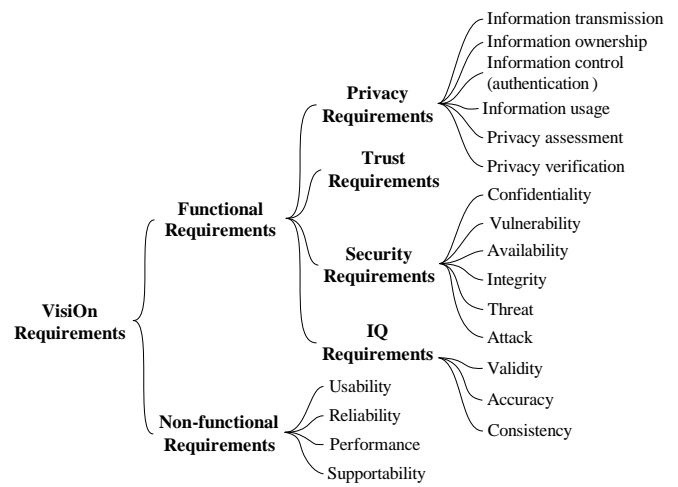 VisiOn
Requirements
Functional
Requirements
Privacy
Requirements
Information transmission
Information ownership
Information control
(authentication )
Information usage
Privacy assessment
Privacy verification
Trust
Requirements
Security
Requirements
Confidentiality
Vulnerability
Availability
Integrity
Threat
Attack
IQ
Requirements
Validity
Accuracy
Consistency
Non-functional
Requirements
Usability
Reliability
Performance
Supportability